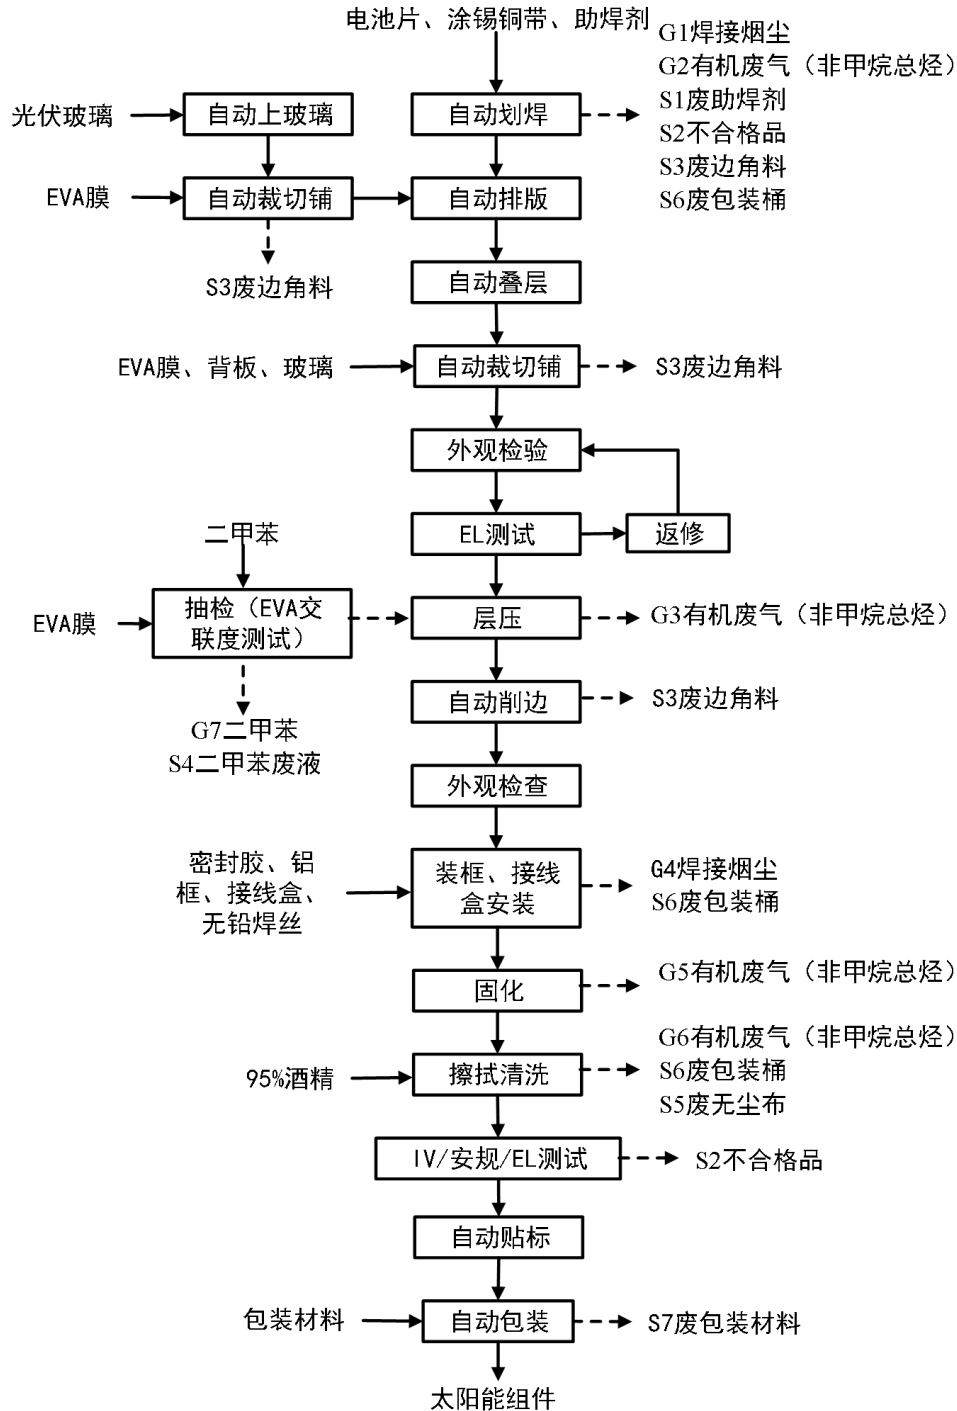 电池片、涂锡铜带、助焊剂
G1焊接烟尘
G2有机废气（非甲烷总烃）
S1废助焊剂
S2不合格品
S3废边角料
S6废包装桶
光伏玻璃
自动上玻璃
自动划焊
EVA膜
自动裁切铺
自动排版
S3废边角料
自动叠层
EVA膜、背板、玻璃
自动裁切铺
S3废边角料
外观检验
EL测试
返修
二甲苯
EVA膜
抽检（EVA交
联度测试）
层压
G3有机废气（非甲烷总烃）
G7二甲苯
S4二甲苯废液
自动削边
S3废边角料
外观检查
密封胶、铝
框、接线盒、
无铅焊丝
装框、接线
盒安装
G4焊接烟尘
S6废包装桶
固化
G5有机废气（非甲烷总烃）
95%酒精
擦拭清洗
G6有机废气（非甲烷总烃）
S6废包装桶
S5废无尘布
IV/安规/EL测试
S2不合格品
自动贴标
包装材料
自动包装
S7废包装材料
太阳能组件